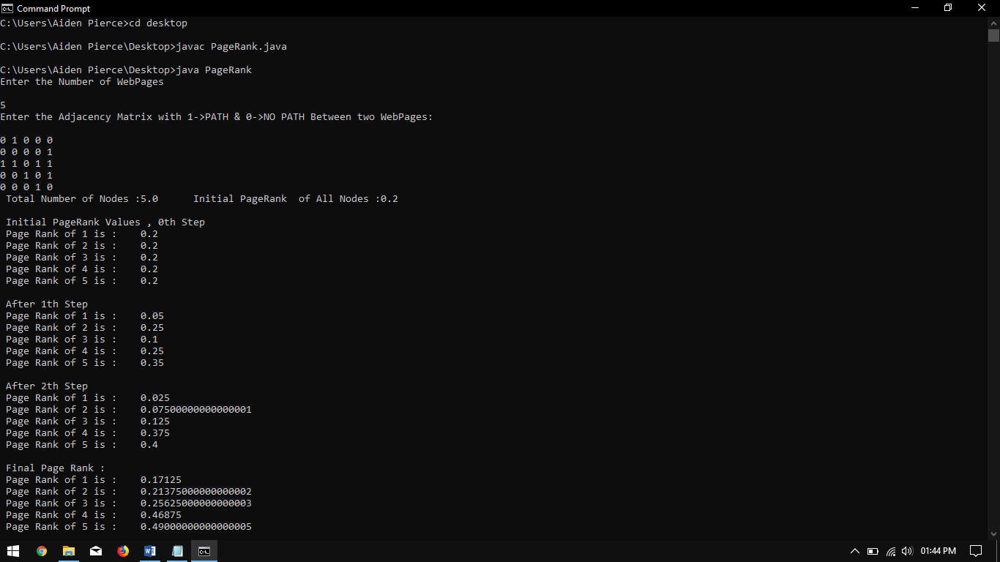 Command Prompt
C:\Users\Aiden Pierce>cd desktop
C:\Users\Aiden Pierce\Desktop>javac PageRank.java
C:\Users\Aiden Pierce\Desktop>java PageRank
Enter the Number of WebPages
5
Enter the Adjacency Matrix with 1->PATH & 0->NO PATH Between two WebPages:
0 1 0 0 0
0 0 0 0 1
1 1 0 1 1
0 0 1 0 1
0 0 0 1 0
Total Number of Nodes :5.0      Initial PageRank  of All Nodes :0.2
Initial PageRank Values , 0th Step
Page Rank of 1 is :    0.2
Page Rank of 2 is :    0.2
Page Rank of 3 is :    0.2
Page Rank of 4 is :    0.2
Page Rank of 5 is :    0.2
After 1th Step
Page Rank of 1 is :    0.05
Page Rank of 2 is :    0.25
Page Rank of 3 is :    0.1
Page Rank of 4 is :    0.25
Page Rank of 5 is :    0.35
After 2th Step
Page Rank of 1 is :    0.025
Page Rank of 2 is :    0.07500000000000001
Page Rank of 3 is :    0.125
Page Rank of 4 is :    0.375
Page Rank of 5 is :    0.4
Final Page Rank :
Page Rank of 1 is :    0.17125
Page Rank of 2 is :    0.21375000000000002
Page Rank of 3 is :    0.25625000000000003
Page Rank of 4 is :    0.46875
Page Rank of 5 is :    0.49000000000000005
01:44 PM